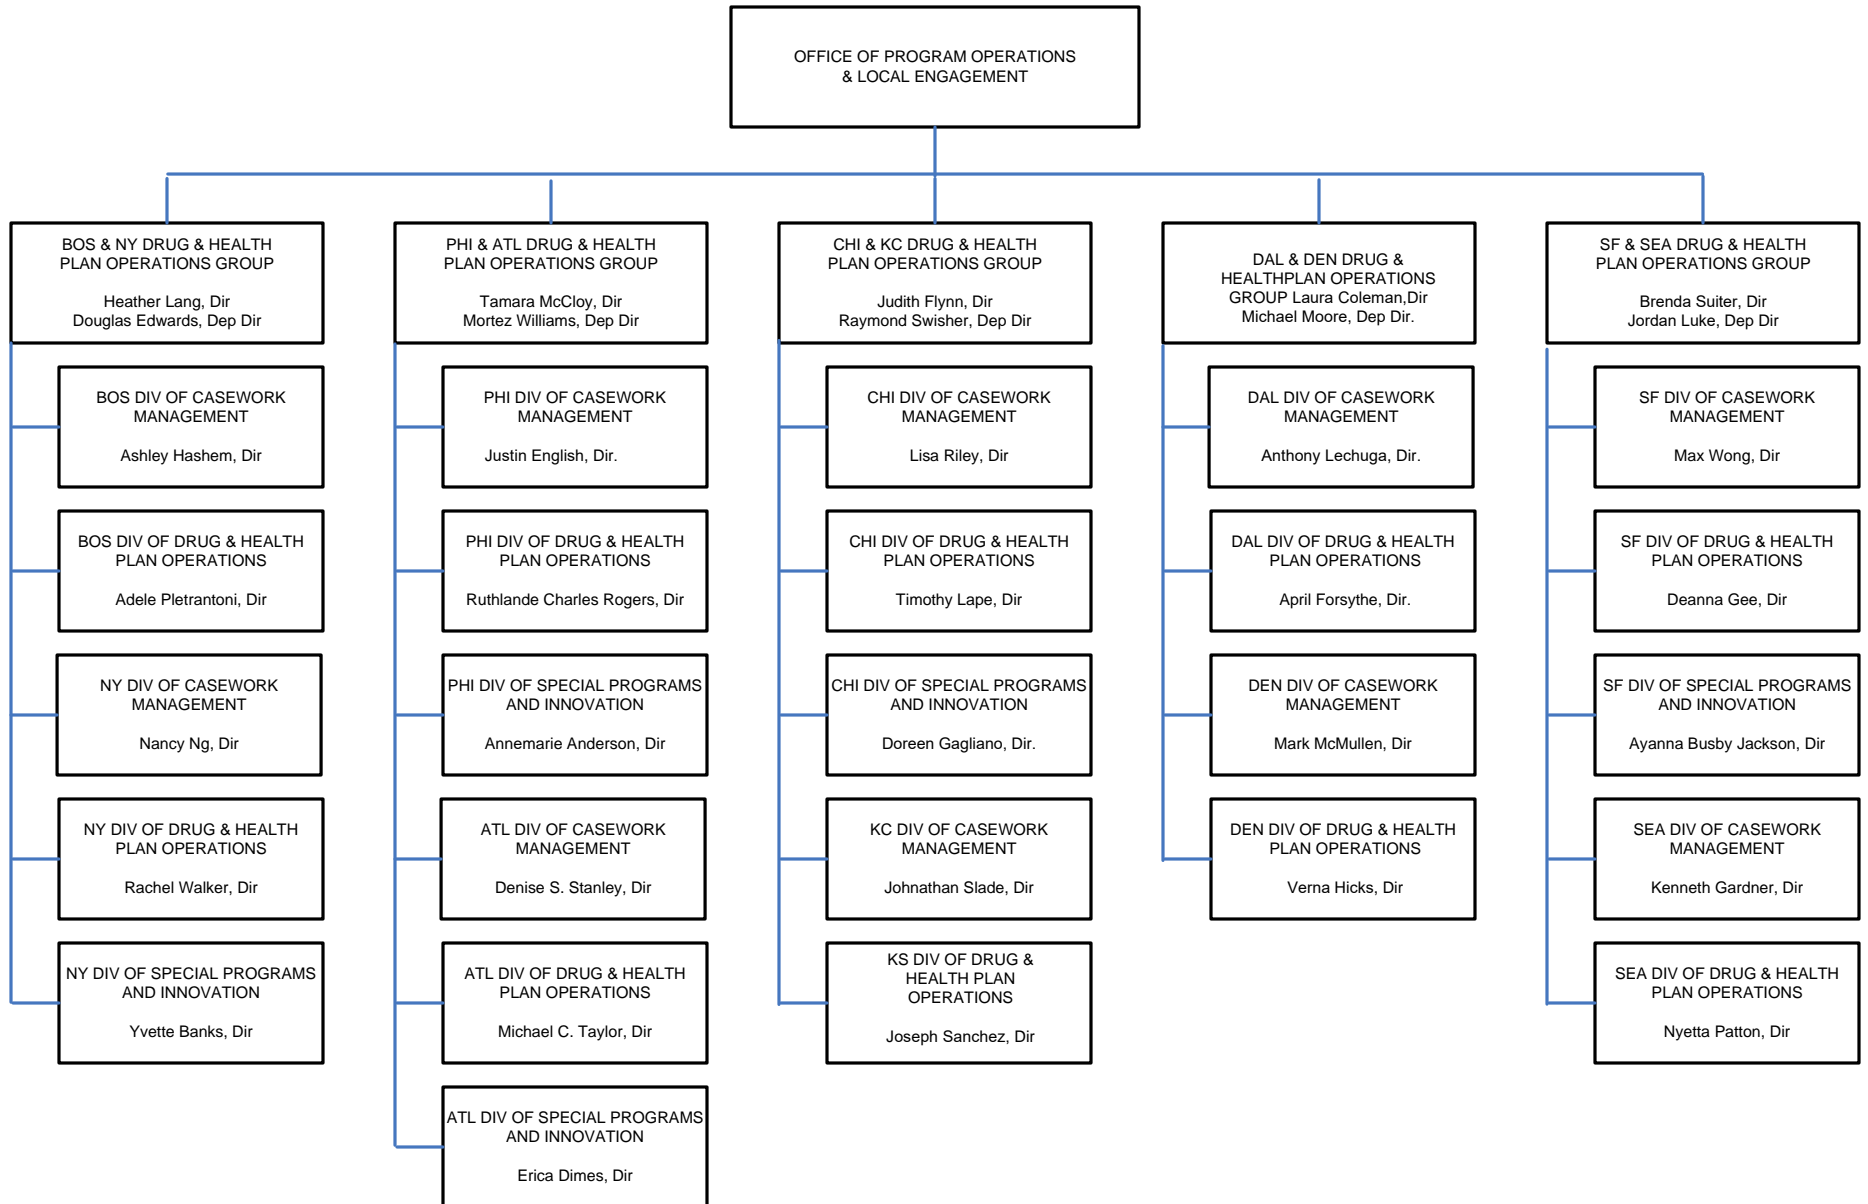 OFFICE OF PROGRAM OPERATIONS
& LOCAL ENGAGEMENT
BOS & NY DRUG & HEALTH
PLAN OPERATIONS GROUP
Heather Lang, Dir
Douglas Edwards, Dep Dir
BOS DIV OF CASEWORK
MANAGEMENT
Ashley Hashem, Dir
BOS DIV OF DRUG & HEALTH
PLAN OPERATIONS
Adele Pletrantoni, Dir
NY DIV OF CASEWORK
MANAGEMENT
Nancy Ng, Dir
NY DIV OF DRUG & HEALTH
PLAN OPERATIONS
Rachel Walker, Dir
NY DIV OF SPECIAL PROGRAMS
AND INNOVATION
Yvette Banks, Dir
PHI & ATL DRUG & HEALTH
PLAN OPERATIONS GROUP
Tamara McCloy, Dir
Mortez Williams, Dep Dir
PHI DIV OF CASEWORK
MANAGEMENT
Justin English, Dir.
PHI DIV OF DRUG & HEALTH
PLAN OPERATIONS
Ruthlande Charles Rogers, Dir
PHI DIV OF SPECIAL PROGRAMS
AND INNOVATION
Annemarie Anderson, Dir
ATL DIV OF CASEWORK
MANAGEMENT
Denise S. Stanley, Dir
ATL DIV OF DRUG & HEALTH
PLAN OPERATIONS
Michael C. Taylor, Dir
ATL DIV OF SPECIAL PROGRAMS
AND INNOVATION
Erica Dimes, Dir
CHI & KC DRUG & HEALTH
PLAN OPERATIONS GROUP
Judith Flynn, Dir
Raymond Swisher, Dep Dir
CHI DIV OF CASEWORK
MANAGEMENT
Lisa Riley, Dir
CHI DIV OF DRUG & HEALTH
PLAN OPERATIONS
Timothy Lape, Dir
CHI DIV OF SPECIAL PROGRAMS
AND INNOVATION
Doreen Gagliano, Dir.
KC DIV OF CASEWORK
MANAGEMENT
Johnathan Slade, Dir
KS DIV OF DRUG &
HEALTH PLAN
OPERATIONS
Joseph Sanchez, Dir
DAL & DEN DRUG &
HEALTHPLAN OPERATIONS
GROUP Laura Coleman,Dir
Michael Moore, Dep Dir.
DAL DIV OF CASEWORK
MANAGEMENT
Anthony Lechuga, Dir.
DAL DIV OF DRUG & HEALTH
PLAN OPERATIONS
April Forsythe, Dir.
DEN DIV OF CASEWORK
MANAGEMENT
Mark McMullen, Dir
DEN DIV OF DRUG & HEALTH
PLAN OPERATIONS
Verna Hicks, Dir
SF & SEA DRUG & HEALTH
PLAN OPERATIONS GROUP
Brenda Suiter, Dir
Jordan Luke, Dep Dir
SF DIV OF CASEWORK
MANAGEMENT
Max Wong, Dir
SF DIV OF DRUG & HEALTH
PLAN OPERATIONS
Deanna Gee, Dir
SF DIV OF SPECIAL PROGRAMS
AND INNOVATION
Ayanna Busby Jackson, Dir
SEA DIV OF CASEWORK
MANAGEMENT
Kenneth Gardner, Dir
SEA DIV OF DRUG & HEALTH
PLAN OPERATIONS
Nyetta Patton, Dir